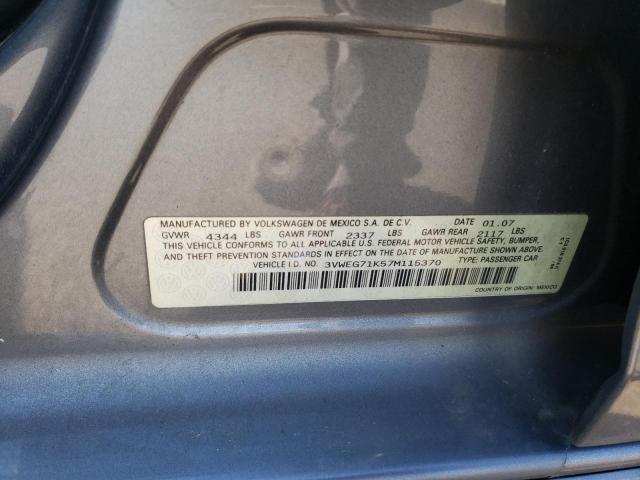 MANUFACTURED BY VOLKSWAGEN DE MEXICO S.A. DE C.V. DATE 01.07
GVWR 4344 LBS GAWR FRONT 2337 LBS GAWR REAR 2117 LBS
THIS VEHICLE CONFORMS TO ALL APPLICABLE U.S. FEDERAL MOTOR VEHICLE SAFETY, BUMPER,
AND THEFT PREVENTION STANDARDS IN EFFECT ON THE DATE OF MANUFACTURE SHOWN ABOVE.
VEHICLE I.D. NO. 3VWEG71K57M115370 TYPE: PASSENGER CAR
COUNTRY OF ORIGIN: MEXICO